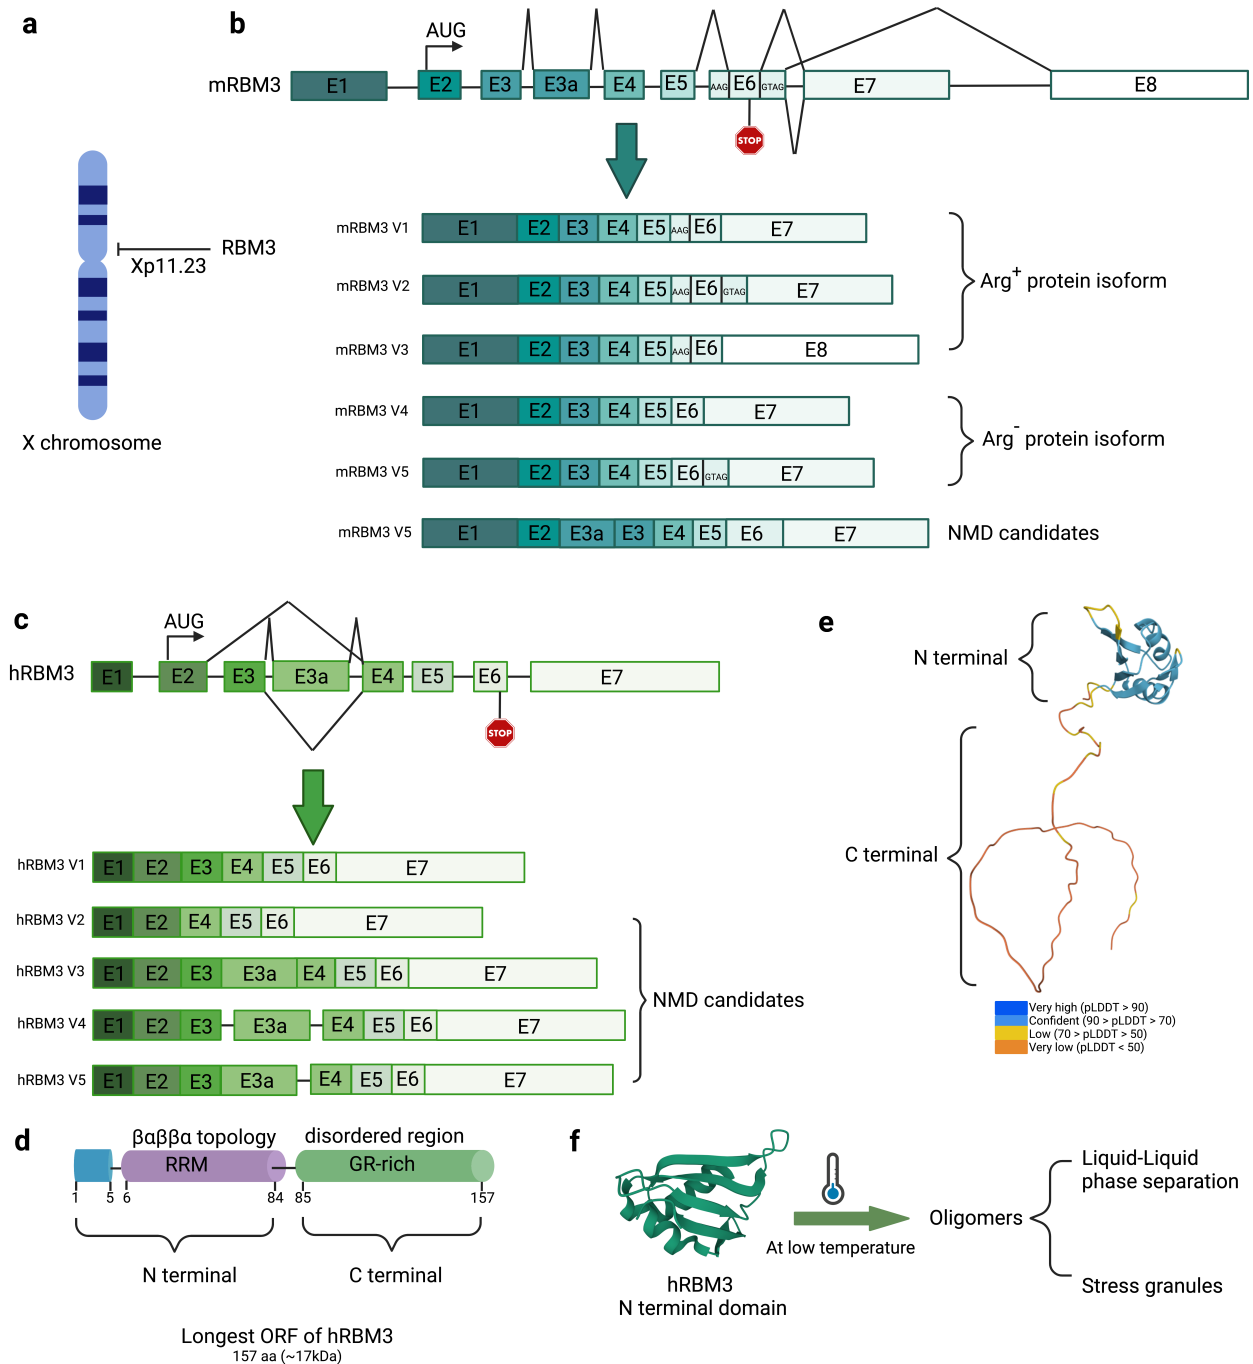 a
RBM3
Xp11.23
X chromosome
b
AUG
mRBM3 E1 E2 E3 E3a E4 E5 AAG E6 GTAG E7 E8
STOP
mRBM3 V1 E1 E2 E3 E4 E5 AAG E6 E7
mRBM3 V2 E1 E2 E3 E4 E5 AAG E6 GTAG E7
mRBM3 V3 E1 E2 E3 E4 E5 AAG E6 E8
Arg+ protein isoform
mRBM3 V4 E1 E2 E3 E4 E5 E6 E7
mRBM3 V5 E1 E2 E3 E4 E5 E6 GTAG E7
Arg- protein isoform
mRBM3 V5 E1 E2 E3a E3 E4 E5 E6 E7 NMD candidates
c
AUG
hRBM3 E1 E2 E3 E3a E4 E5 E6 E7
STOP
hRBM3 V1 E1 E2 E3 E4 E5 E6 E7
hRBM3 V2 E1 E2 E4 E5 E6 E7
hRBM3 V3 E1 E2 E3 E3a E4 E5 E6 E7
hRBM3 V4 E1 E2 E3 E3a E4 E5 E6 E7
hRBM3 V5 E1 E2 E3 E3a E4 E5 E6 E7
NMD candidates
e
N terminal
C terminal
Very high (pLDDT > 90)
Confident (90 > pLDDT > 70)
Low (70 > pLDDT > 50)
Very low (pLDDT < 50)
d
βαββα topology disordered region
RRM GR-rich
1 5 6 84 85 157
N terminal C terminal
Longest ORF of hRBM3
157 aa (~17kDa)
f
hRBM3
N terminal domain
At low temperature
Oligomers
Liquid-Liquid
phase separation
Stress granules